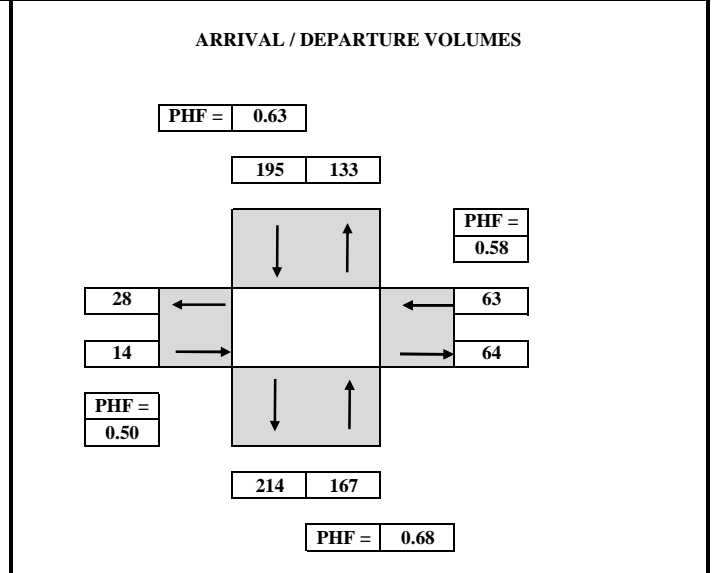 ARRIVAL / DEPARTURE VOLUMES
PHF = 0.63
195 133
PHF =
0.58
28 63
14 64
PHF =
0.50
214 167
PHF = 0.68